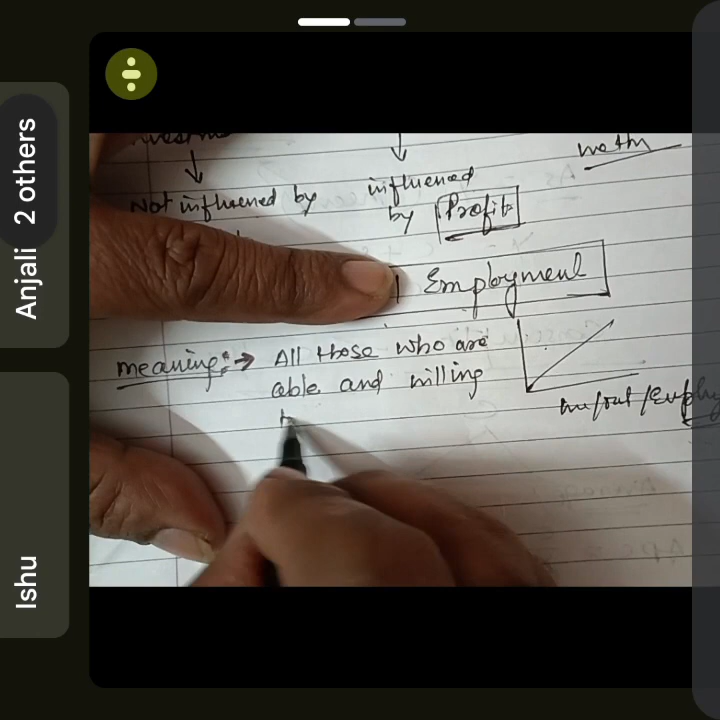 Anjali 2 others
Ishu
math
Not influenced by
influenced
by Profit
Employment
meaning:→ All those who are
able and willing